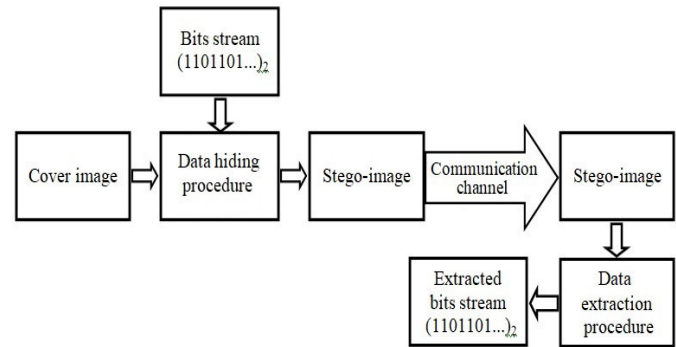 Bits stream
(1101101...)₂
Cover image
Data hiding
procedure
Stego-image
Communication
channel
Stego-image
Extracted
bits stream
(1101101...)₂
Data
extraction
procedure